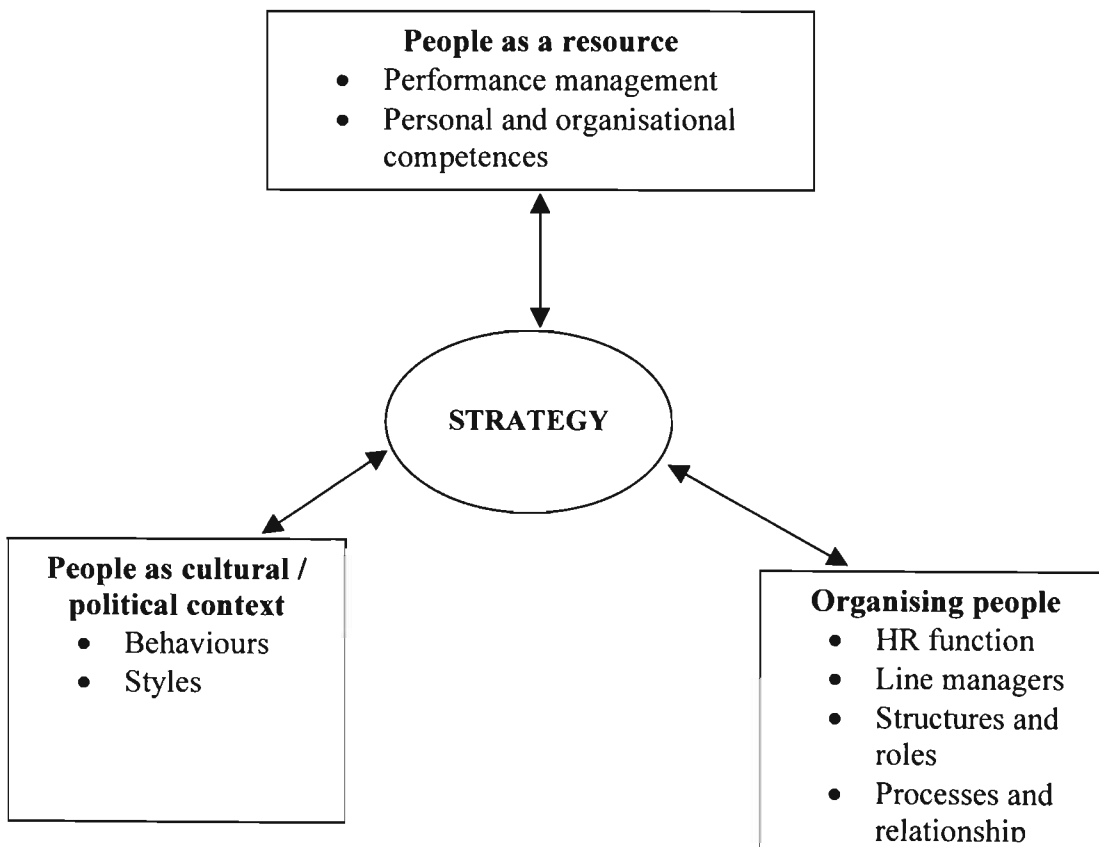 People as a resource
• Performance management
• Personal and organisational
competences
STRATEGY
People as cultural /
political context
• Behaviours
• Styles
Organising people
• HR function
• Line managers
• Structures and
roles
• Processes and
relationship